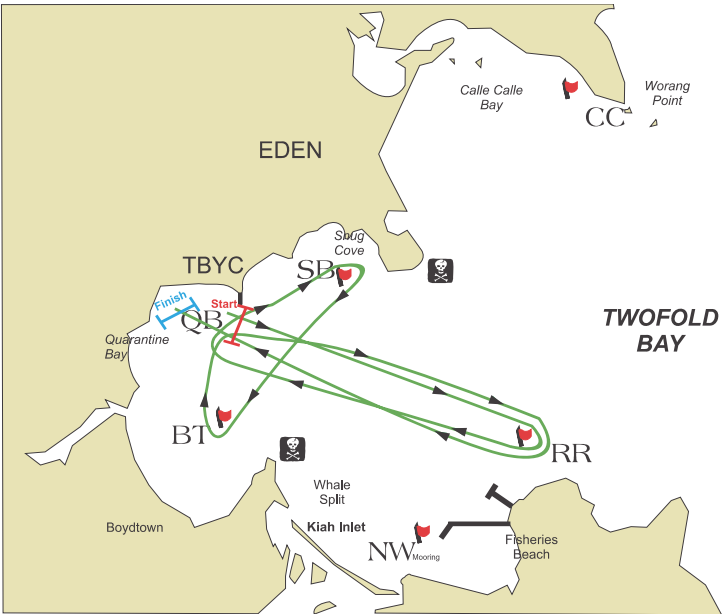 Calle Calle
Bay
Worang
Point
CC
EDEN
Snug
Cove
SB
TBYC
Finish
Start
QB
TWOFOLD
BAY
Quarantine
Bay
BT
RR
Whale
Split
Boydtown
Kiah Inlet
NW
Mooring
Fisheries
Beach